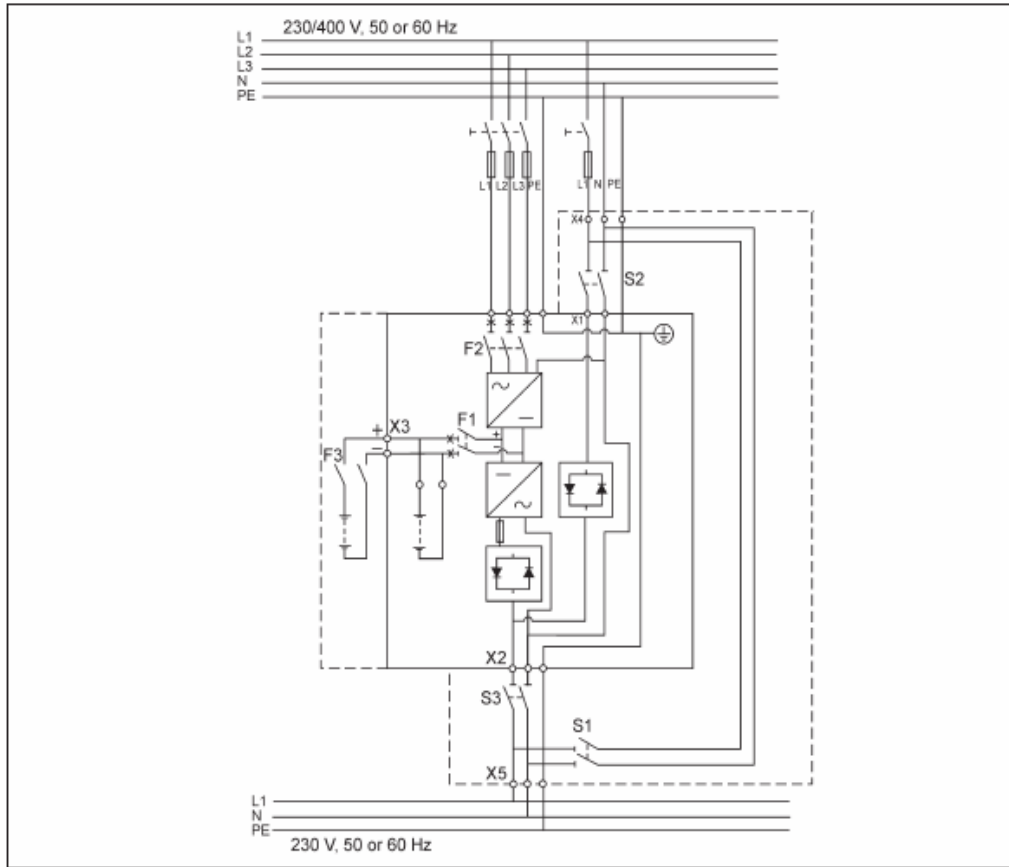 230/400 V, 50 or 60 Hz
L1
L2
L3
N
PE
L1 L2 L3 PE
L1 N PE
X4
S2
X1
F2
X3
F1
+
+
−
−
F3
X2
S3
S1
X5
L1
N
PE
230 V, 50 or 60 Hz